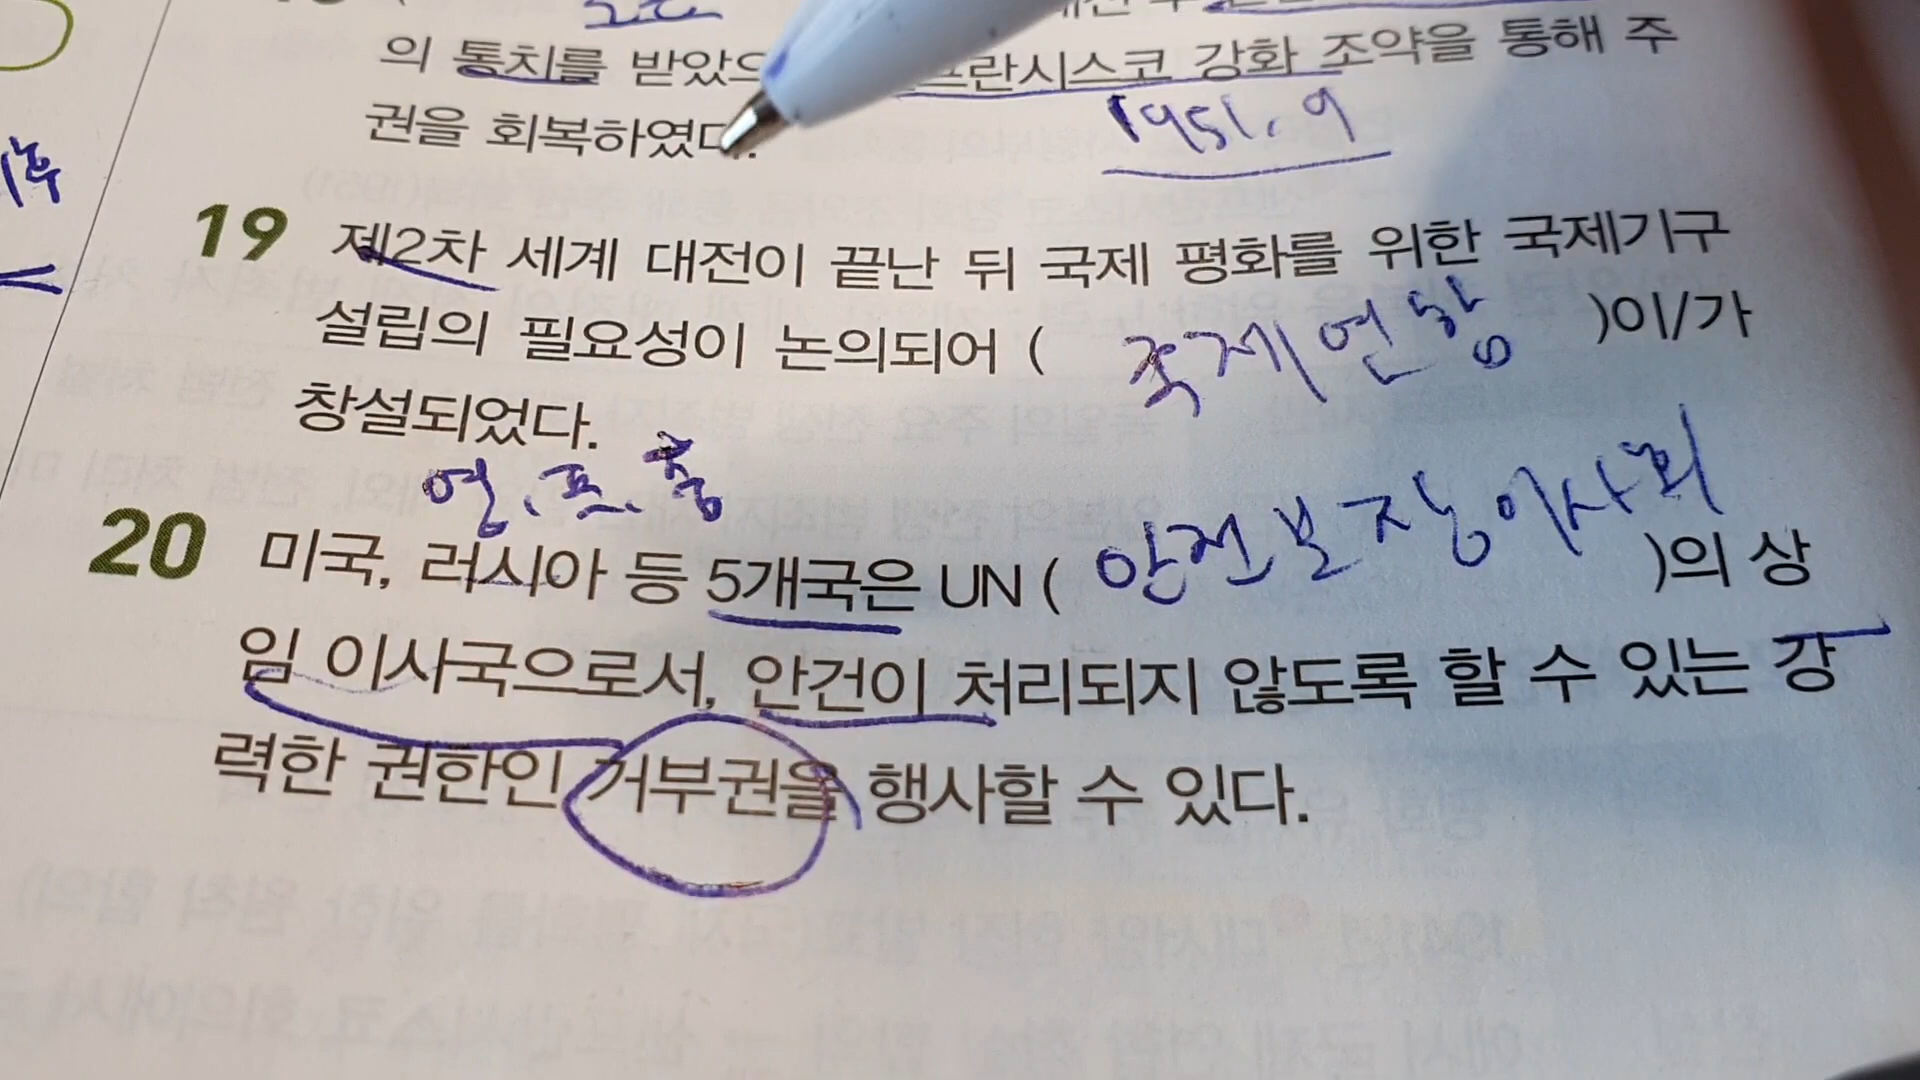 의 통치를 받았으 프란시스코 강화 조약을 통해 주
권을 회복하였다.
1951. 9
19 제2차 세계 대전이 끝난 뒤 국제 평화를 위한 국제기구
설립의 필요성이 논의되어 ( 국제연합 )이/가
창설되었다.
영. 프. 중
20 미국, 러시아 등 5개국은 UN ( 안전보장이사회 )의 상
임 이사국으로서, 안건이 처리되지 않도록 할 수 있는 강
력한 권한인 거부권을 행사할 수 있다.